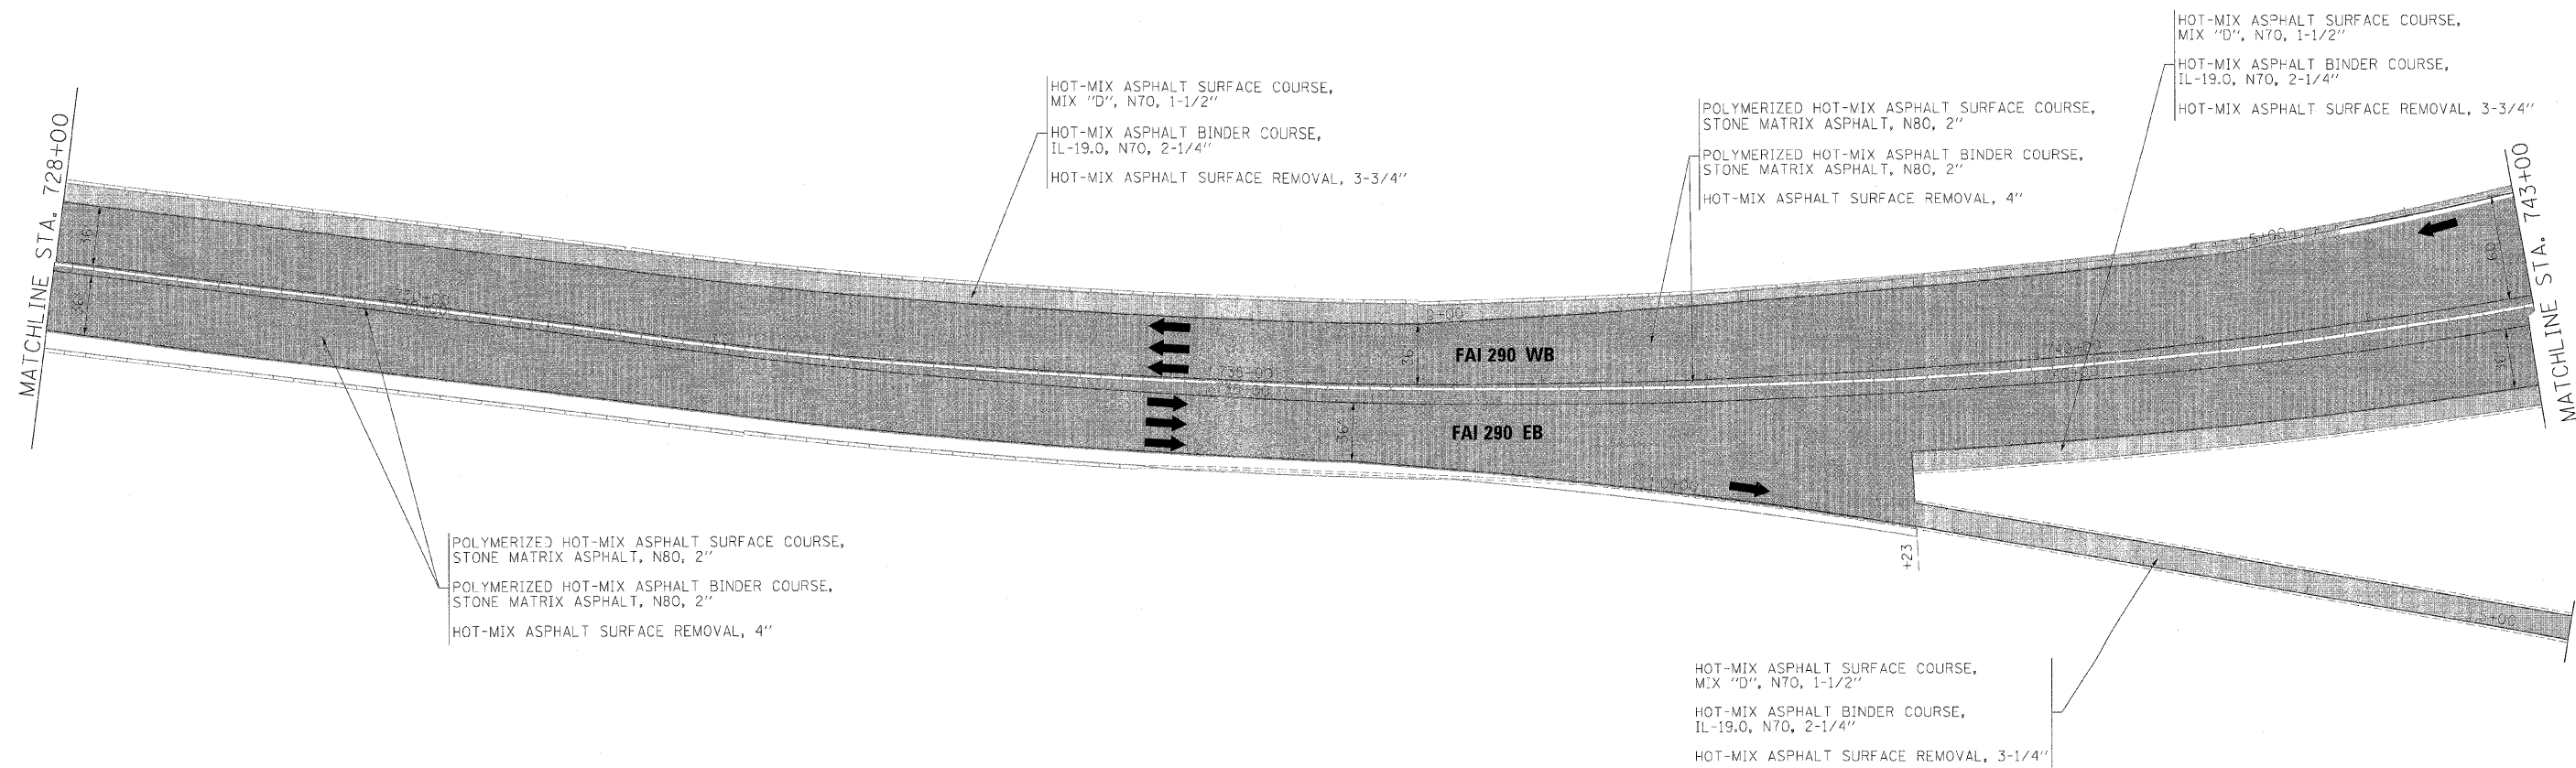 HOT-MIX ASPHALT SURFACE COURSE,
MIX "D", N70, 1-1/2"
HOT-MIX ASPHALT BINDER COURSE,
IL-19.0, N70, 2-1/4"
HOT-MIX ASPHALT SURFACE REMOVAL, 3-3/4"
HOT-MIX ASPHALT SURFACE COURSE,
MIX "D", N70, 1-1/2"
HOT-MIX ASPHALT BINDER COURSE,
IL-19.0, N70, 2-1/4"
HOT-MIX ASPHALT SURFACE REMOVAL, 3-3/4"
POLYMERIZED HOT-MIX ASPHALT SURFACE COURSE,
STONE MATRIX ASPHALT, N80, 2"
POLYMERIZED HOT-MIX ASPHALT BINDER COURSE,
STONE MATRIX ASPHALT, N80, 2"
HOT-MIX ASPHALT SURFACE REMOVAL, 4"
MATCHLINE STA. 728+00
MATCHLINE STA. 743+00
36'
36'
60
36'
36'
36'
FAI 290 WB
FAI 290 EB
+23
POLYMERIZED HOT-MIX ASPHALT SURFACE COURSE,
STONE MATRIX ASPHALT, N80, 2"
POLYMERIZED HOT-MIX ASPHALT BINDER COURSE,
STONE MATRIX ASPHALT, N80, 2"
HOT-MIX ASPHALT SURFACE REMOVAL, 4"
HOT-MIX ASPHALT SURFACE COURSE,
MIX "D", N70, 1-1/2"
HOT-MIX ASPHALT BINDER COURSE,
IL-19.0, N70, 2-1/4"
HOT-MIX ASPHALT SURFACE REMOVAL, 3-1/4"